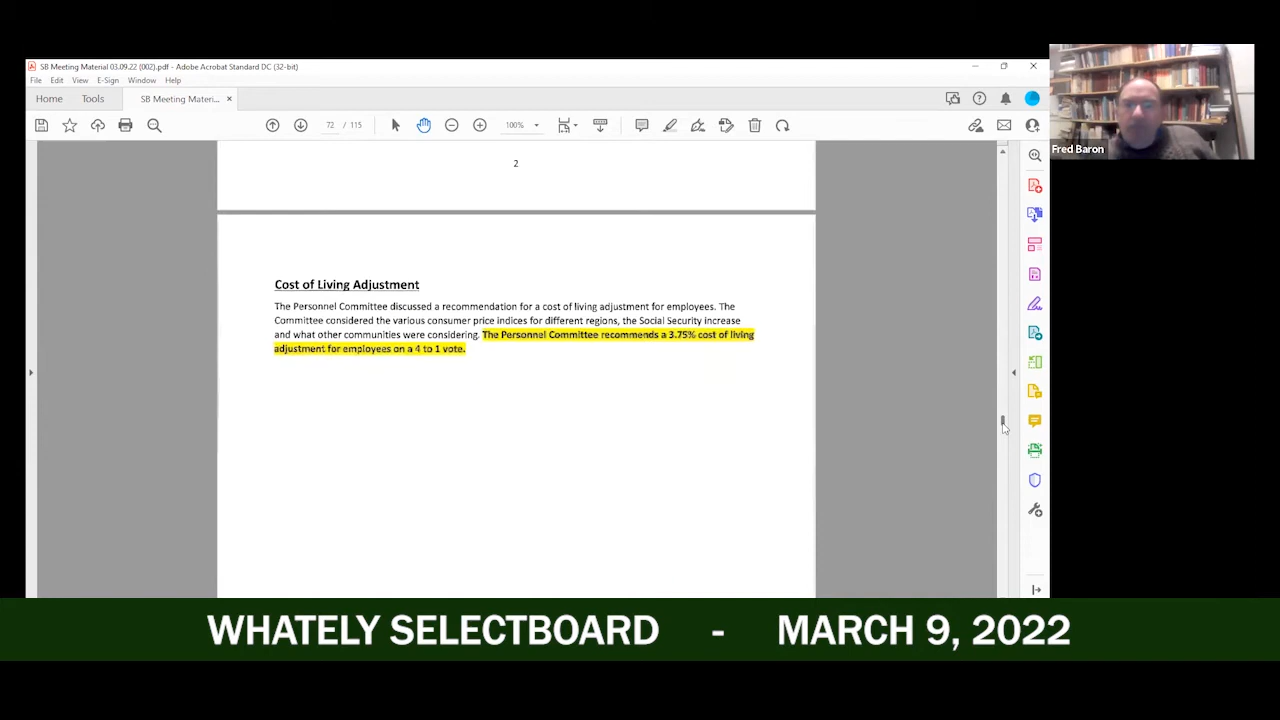 SB Meeting Material 03.09.22 (002).pdf - Adobe Acrobat Standard DC (32-bit)
File Edit View E-Sign Window Help
Home Tools SB Meeting Materi... ×
72 / 115 100%
2
Cost of Living Adjustment
The Personnel Committee discussed a recommendation for a cost of living adjustment for employees. The
Committee considered the various consumer price indices for different regions, the Social Security increase
and what other communities were considering. The Personnel Committee recommends a 3.75% cost of living
adjustment for employees on a 4 to 1 vote.
Fred Baron
WHATELY SELECTBOARD - MARCH 9, 2022